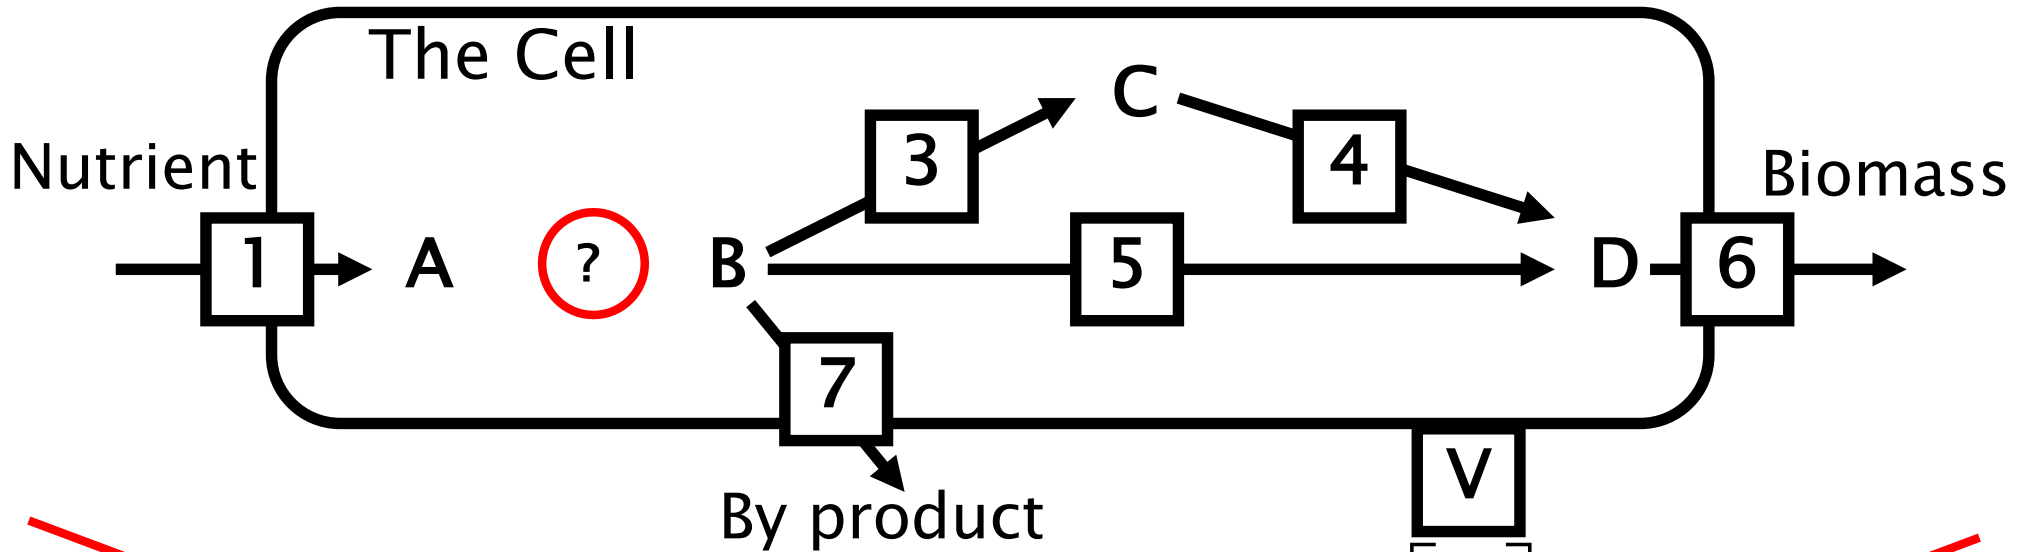 The Cell
C
3
4
Nutrient
Biomass
1
A
?
B
5
D
6
7
V
By product